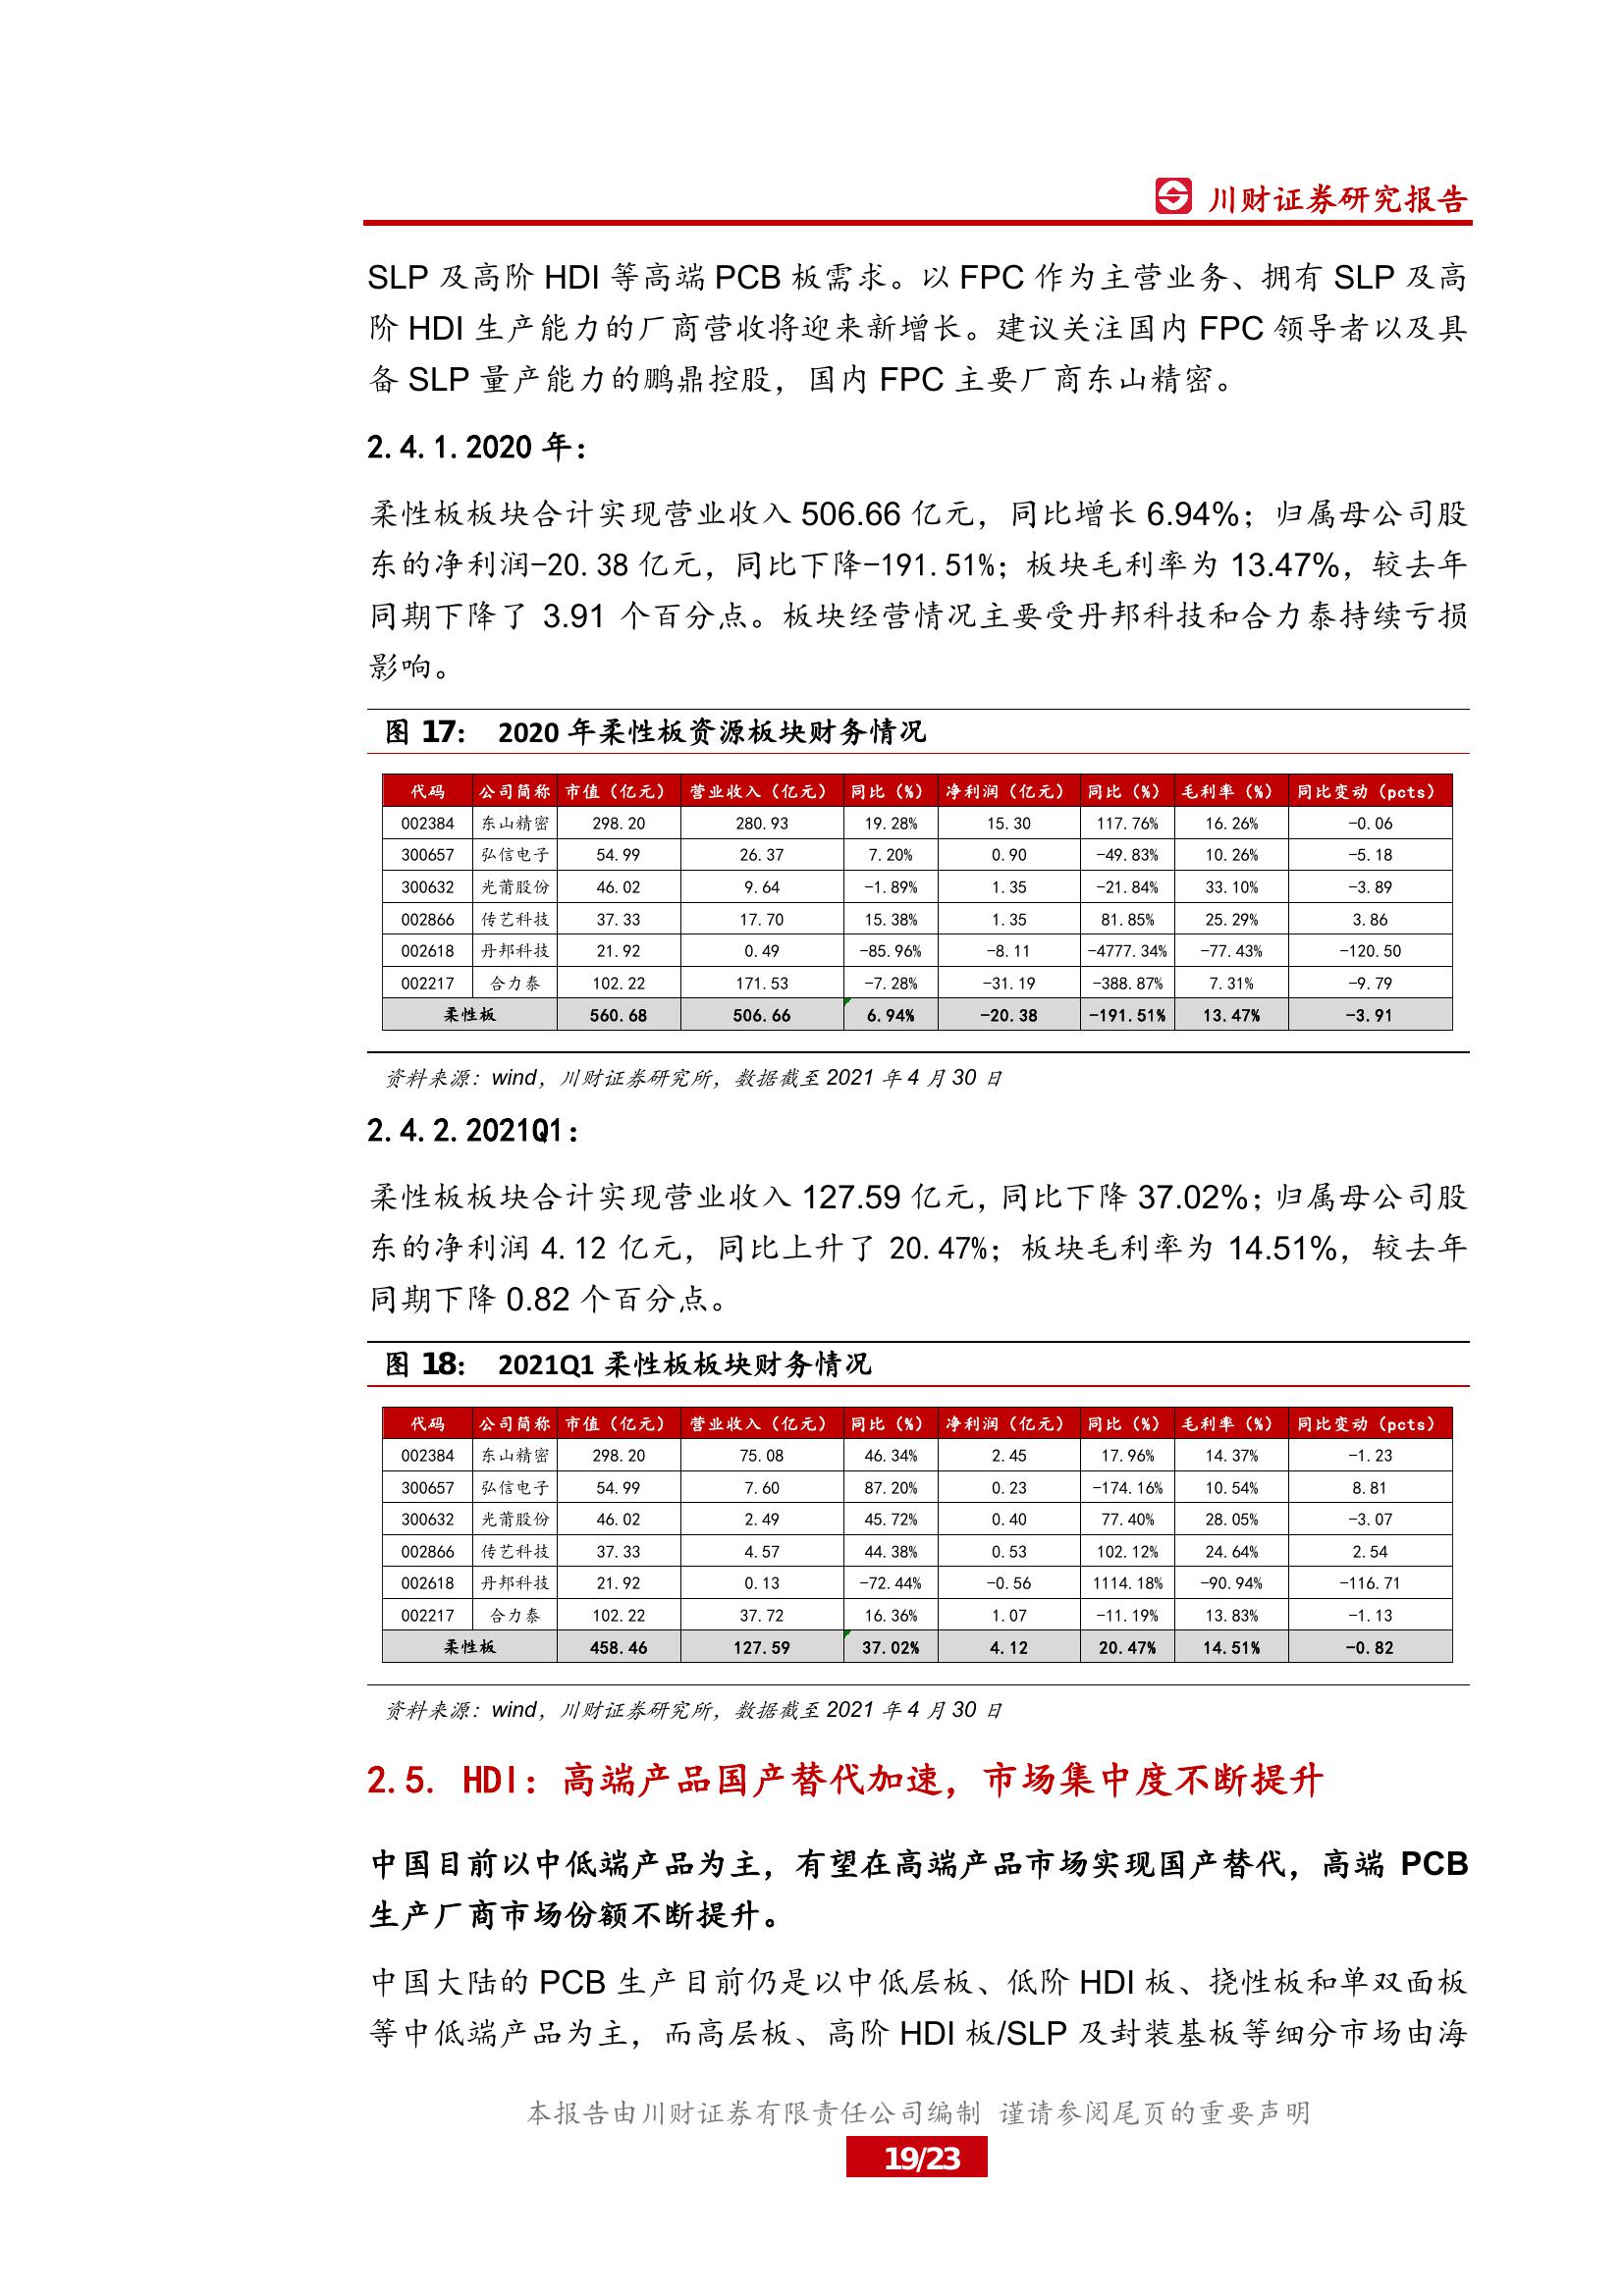 川财证券研究报告
SLP 及高阶 HDI 等高端 PCB 板需求。以 FPC 作为主营业务、拥有 SLP 及高
阶 HDI 生产能力的厂商营收将迎来新增长。建议关注国内 FPC 领导者以及具
备 SLP 量产能力的鹏鼎控股，国内 FPC 主要厂商东山精密。
2.4.1.2020 年：
柔性板板块合计实现营业收入 506.66 亿元，同比增长 6.94%；归属母公司股
东的净利润-20.38 亿元，同比下降-191.51%；板块毛利率为 13.47%，较去年
同期下降了 3.91 个百分点。板块经营情况主要受丹邦科技和合力泰持续亏损
影响。
图 17： 2020 年柔性板资源板块财务情况
代码 公司简称 市值（亿元） 营业收入（亿元） 同比（%） 净利润（亿元） 同比（%） 毛利率（%） 同比变动（pcts）
002384 东山精密 298.20 280.93 19.28% 15.30 117.76% 16.26% -0.06
300657 弘信电子 54.99 26.37 7.20% 0.90 -49.83% 10.26% -5.18
300632 光莆股份 46.02 9.64 -1.89% 1.35 -21.84% 33.10% -3.89
002866 传艺科技 37.33 17.70 15.38% 1.35 81.85% 25.29% 3.86
002618 丹邦科技 21.92 0.49 -85.96% -8.11 -4777.34% -77.43% -120.50
002217 合力泰 102.22 171.53 -7.28% -31.19 -388.87% 7.31% -9.79
柔性板 560.68 506.66 6.94% -20.38 -191.51% 13.47% -3.91
资料来源：wind，川财证券研究所，数据截至 2021 年 4 月 30 日
2.4.2.2021Q1：
柔性板板块合计实现营业收入 127.59 亿元，同比下降 37.02%；归属母公司股
东的净利润 4.12 亿元，同比上升了 20.47%；板块毛利率为 14.51%，较去年
同期下降 0.82 个百分点。
图 18： 2021Q1 柔性板板块财务情况
代码 公司简称 市值（亿元） 营业收入（亿元） 同比（%） 净利润（亿元） 同比（%） 毛利率（%） 同比变动（pcts）
002384 东山精密 298.20 75.08 46.34% 2.45 17.96% 14.37% -1.23
300657 弘信电子 54.99 7.60 87.20% 0.23 -174.16% 10.54% 8.81
300632 光莆股份 46.02 2.49 45.72% 0.40 77.40% 28.05% -3.07
002866 传艺科技 37.33 4.57 44.38% 0.53 102.12% 24.64% 2.54
002618 丹邦科技 21.92 0.13 -72.44% -0.56 1114.18% -90.94% -116.71
002217 合力泰 102.22 37.72 16.36% 1.07 -11.19% 13.83% -1.13
柔性板 458.46 127.59 37.02% 4.12 20.47% 14.51% -0.82
资料来源：wind，川财证券研究所，数据截至 2021 年 4 月 30 日
2.5. HDI：高端产品国产替代加速，市场集中度不断提升
中国目前以中低端产品为主，有望在高端产品市场实现国产替代，高端 PCB
生产厂商市场份额不断提升。
中国大陆的 PCB 生产目前仍是以中低层板、低阶 HDI 板、挠性板和单双面板
等中低端产品为主，而高层板、高阶 HDI 板/SLP 及封装基板等细分市场由海
本报告由川财证券有限责任公司编制 谨请参阅尾页的重要声明
19/23